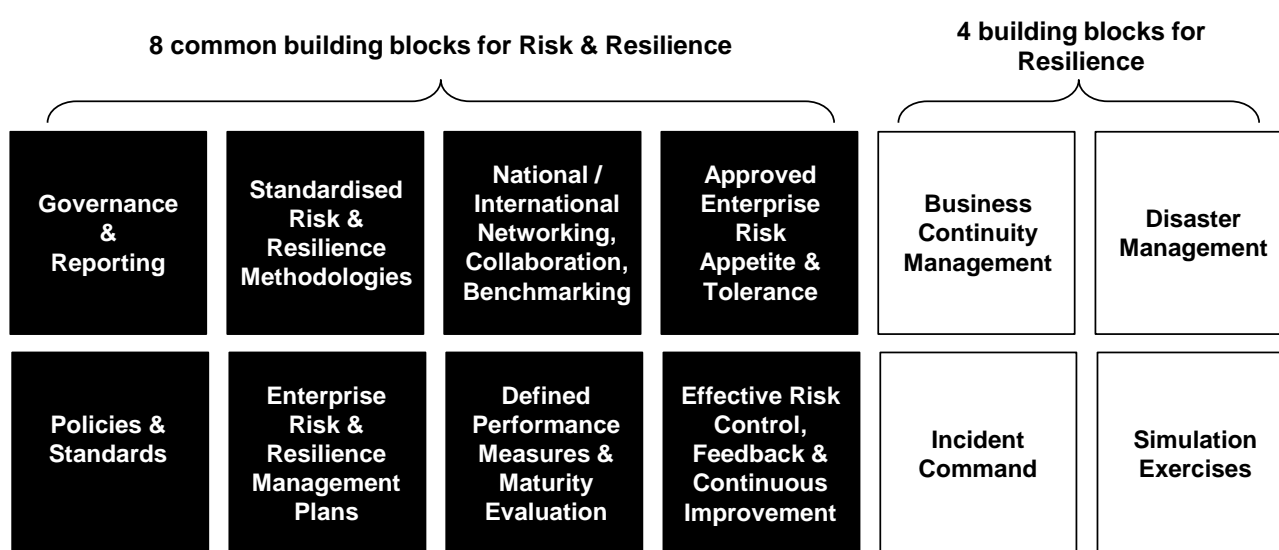 8 common building blocks for Risk & Resilience
4 building blocks for
Resilience
Governance
&
Reporting
Standardised
Risk &
Resilience
Methodologies
National /
International
Networking,
Collaboration,
Benchmarking
Approved
Enterprise
Risk
Appetite &
Tolerance
Business
Continuity
Management
Disaster
Management
Policies &
Standards
Enterprise
Risk &
Resilience
Management
Plans
Defined
Performance
Measures &
Maturity
Evaluation
Effective Risk
Control,
Feedback &
Continuous
Improvement
Incident
Command
Simulation
Exercises